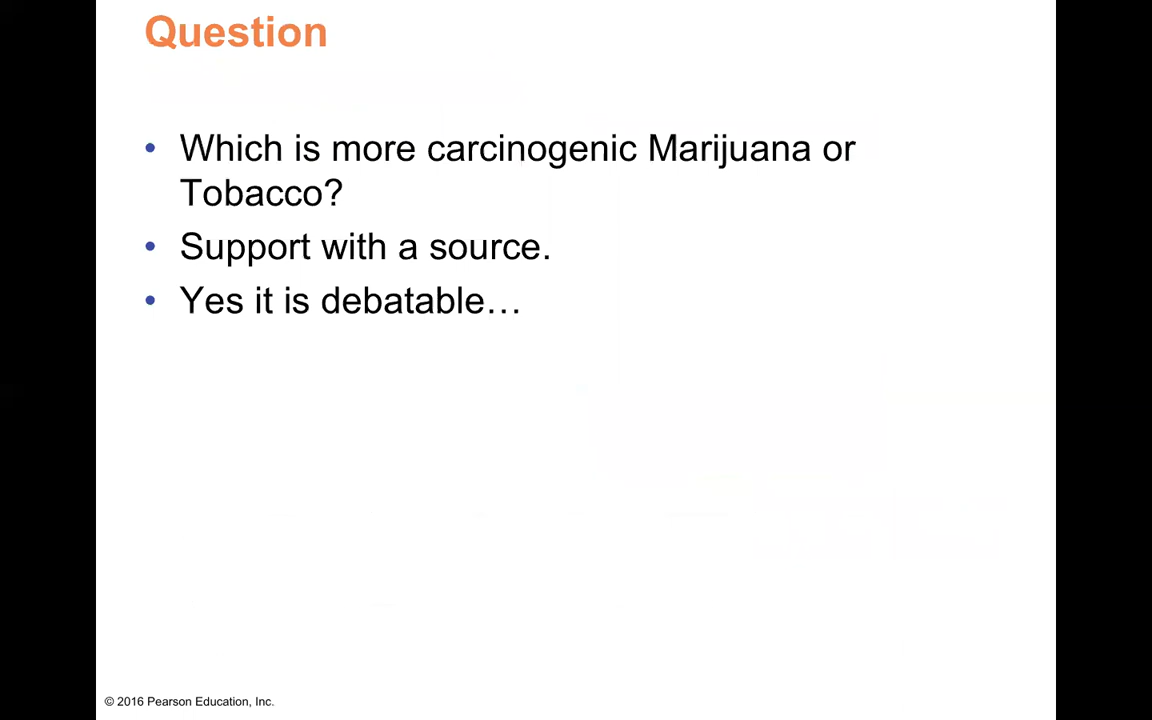 Question
• Which is more carcinogenic Marijuana or
Tobacco?
• Support with a source.
• Yes it is debatable…
© 2016 Pearson Education, Inc.